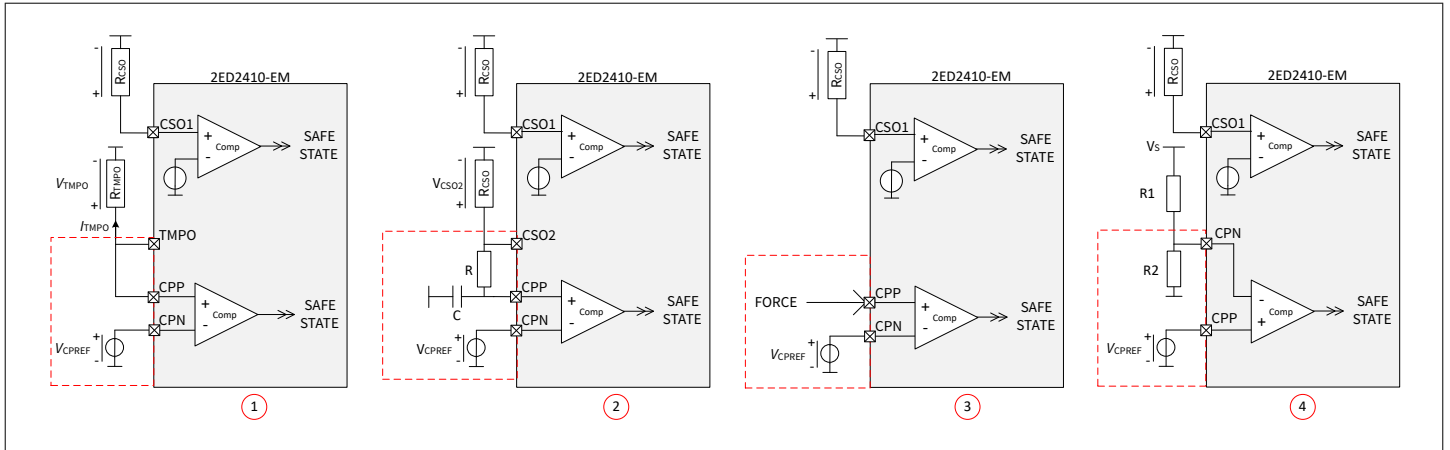 2ED2410-EM
-
RCSO
+
CSO1
+
Comp
-
SAFE
STATE
-
VTMPO
RTMPO
+
ITMPO
TMPO
CPP
+
Comp
-
SAFE
STATE
CPN
VCPREF
+
-
1
2ED2410-EM
-
RCSO
+
CSO1
+
Comp
-
SAFE
STATE
-
VCSO2
RCSO
+
CSO2
R
C
CPP
+
Comp
-
SAFE
STATE
CPN
VCPREF
+
-
2
2ED2410-EM
-
RCSO
+
CSO1
+
Comp
-
SAFE
STATE
FORCE
CPP
+
Comp
-
SAFE
STATE
CPN
VCPREF
+
-
3
2ED2410-EM
-
RCSO
+
CSO1
+
Comp
-
SAFE
STATE
VS
R1
CPN
R2
-
Comp
+
SAFE
STATE
CPP
VCPREF
+
-
4